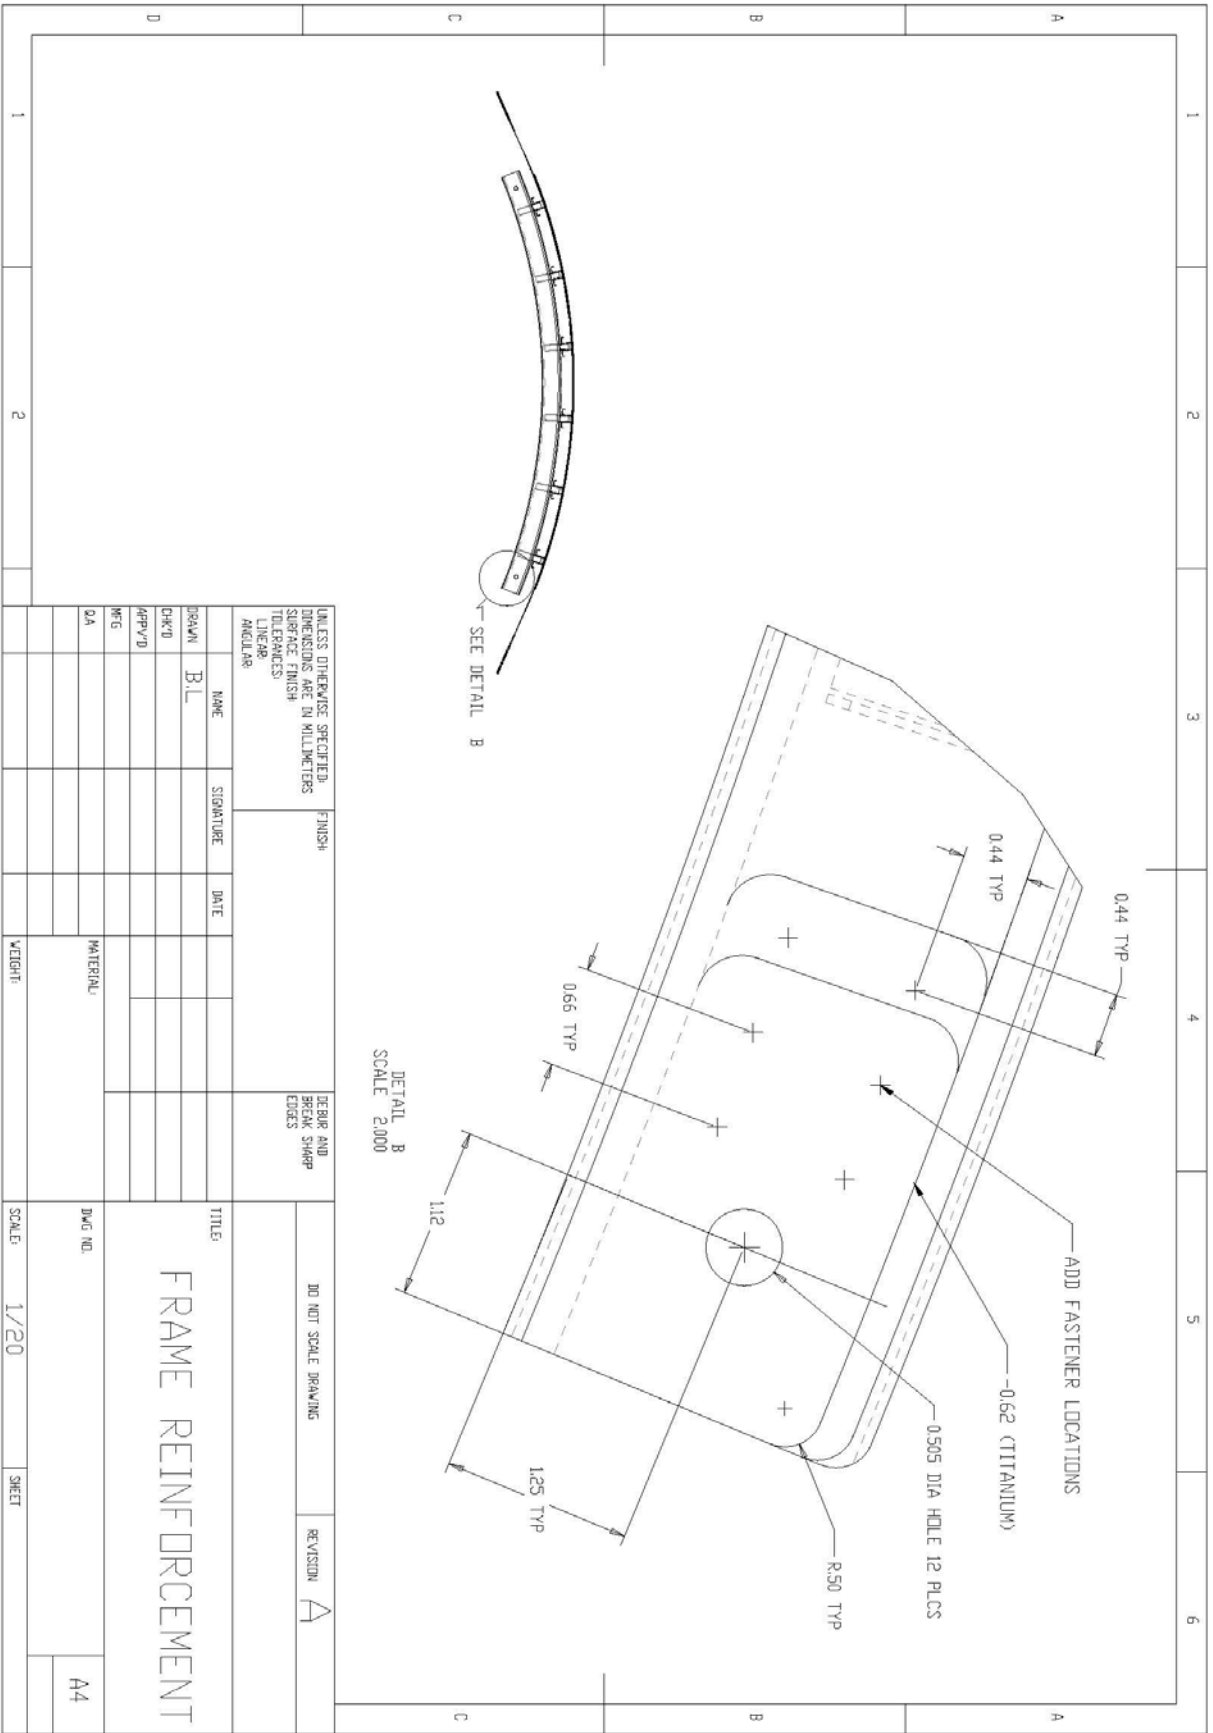 1
2
3
4
5
6
A
B
C
D
A
B
C
1
2
SEE DETAIL B
0.44 TYP
0.44 TYP
0.66 TYP
1.12
1.25 TYP
ADD FASTENER LOCATIONS
-0.62 (TITANIUM)
0.505 DIA HOLE 12 PLCS
R.50 TYP
DETAIL B
SCALE 2.000
UNLESS OTHERWISE SPECIFIED:
DIMENSIONS ARE IN MILLIMETERS
SURFACE FINISH:
TOLERANCES:
LINEAR:
ANGULAR:
FINISH:
DEBUR AND
BREAK SHARP
EDGES
DO NOT SCALE DRAWING
REVISION A
NAME
SIGNATURE
DATE
DRAWN B.L
CHK'D
APPV'D
MFG
Q.A
MATERIAL:
WEIGHT:
TITLE:
FRAME REINFORCEMENT
DWG NO.
A4
SCALE: 1/20
SHEET